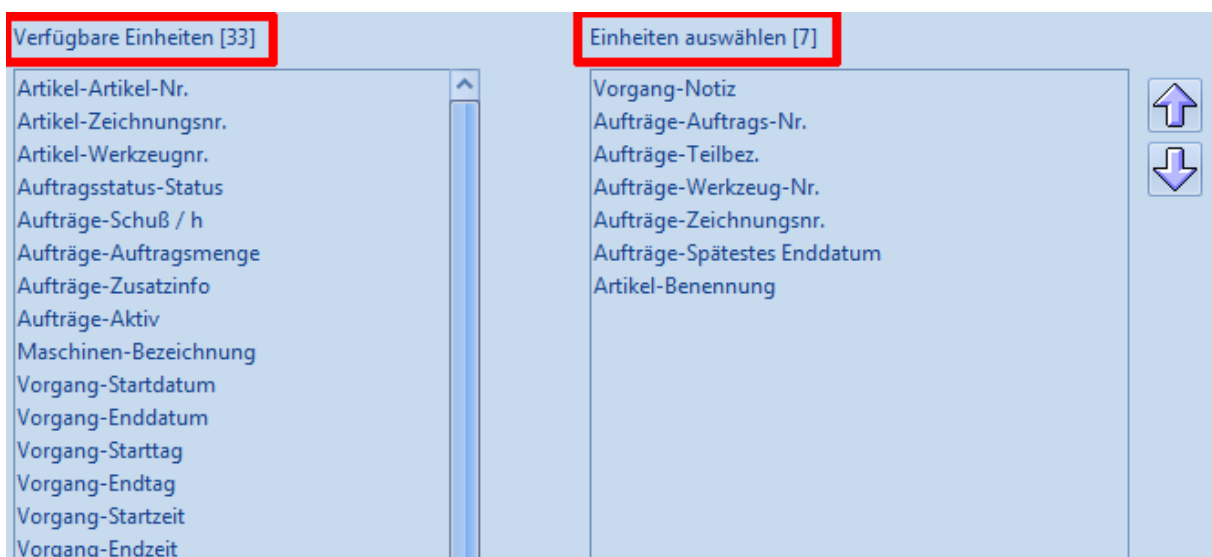 Verfügbare Einheiten [33]
Artikel-Artikel-Nr.
Artikel-Zeichnungsnr.
Artikel-Werkzeugnr.
Auftragsstatus-Status
Aufträge-Schuß / h
Aufträge-Auftragsmenge
Aufträge-Zusatzinfo
Aufträge-Aktiv
Maschinen-Bezeichnung
Vorgang-Startdatum
Vorgang-Enddatum
Vorgang-Starttag
Vorgang-Endtag
Vorgang-Startzeit
Vorgang-Endzeit
Einheiten auswählen [7]
Vorgang-Notiz
Aufträge-Auftrags-Nr.
Aufträge-Teilbez.
Aufträge-Werkzeug-Nr.
Aufträge-Zeichnungsnr.
Aufträge-Spätestes Enddatum
Artikel-Benennung